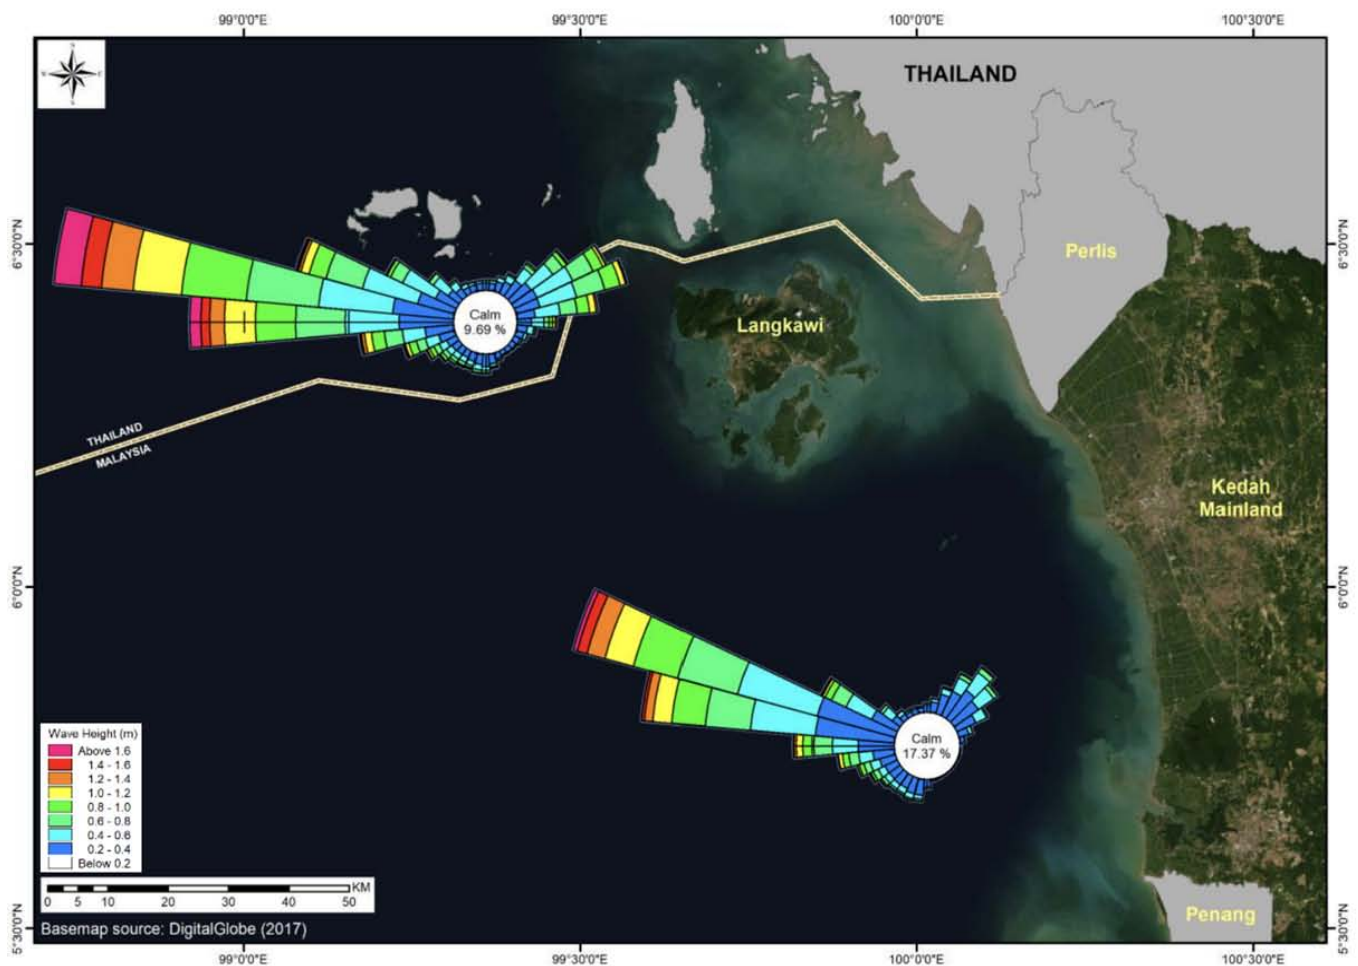 99°0'0"E 99°30'0"E 100°0'0"E 100°30'0"E
THAILAND
6°30'0"N 6°30'0"N
Perlis
Calm
9.69 %
Langkawi
THAILAND
MALAYSIA
Kedah
Mainland
6°0'0"N 6°0'0"N
Calm
17.37 %
Wave Height (m)
Above 1.6
1.4 - 1.6
1.2 - 1.4
1.0 - 1.2
0.8 - 1.0
0.6 - 0.8
0.4 - 0.6
0.2 - 0.4
Below 0.2
KM
0 5 10 20 30 40 50
Penang
Basemap source: DigitalGlobe (2017)
5°30'0"N 5°30'0"N
99°0'0"E 99°30'0"E 100°0'0"E 100°30'0"E